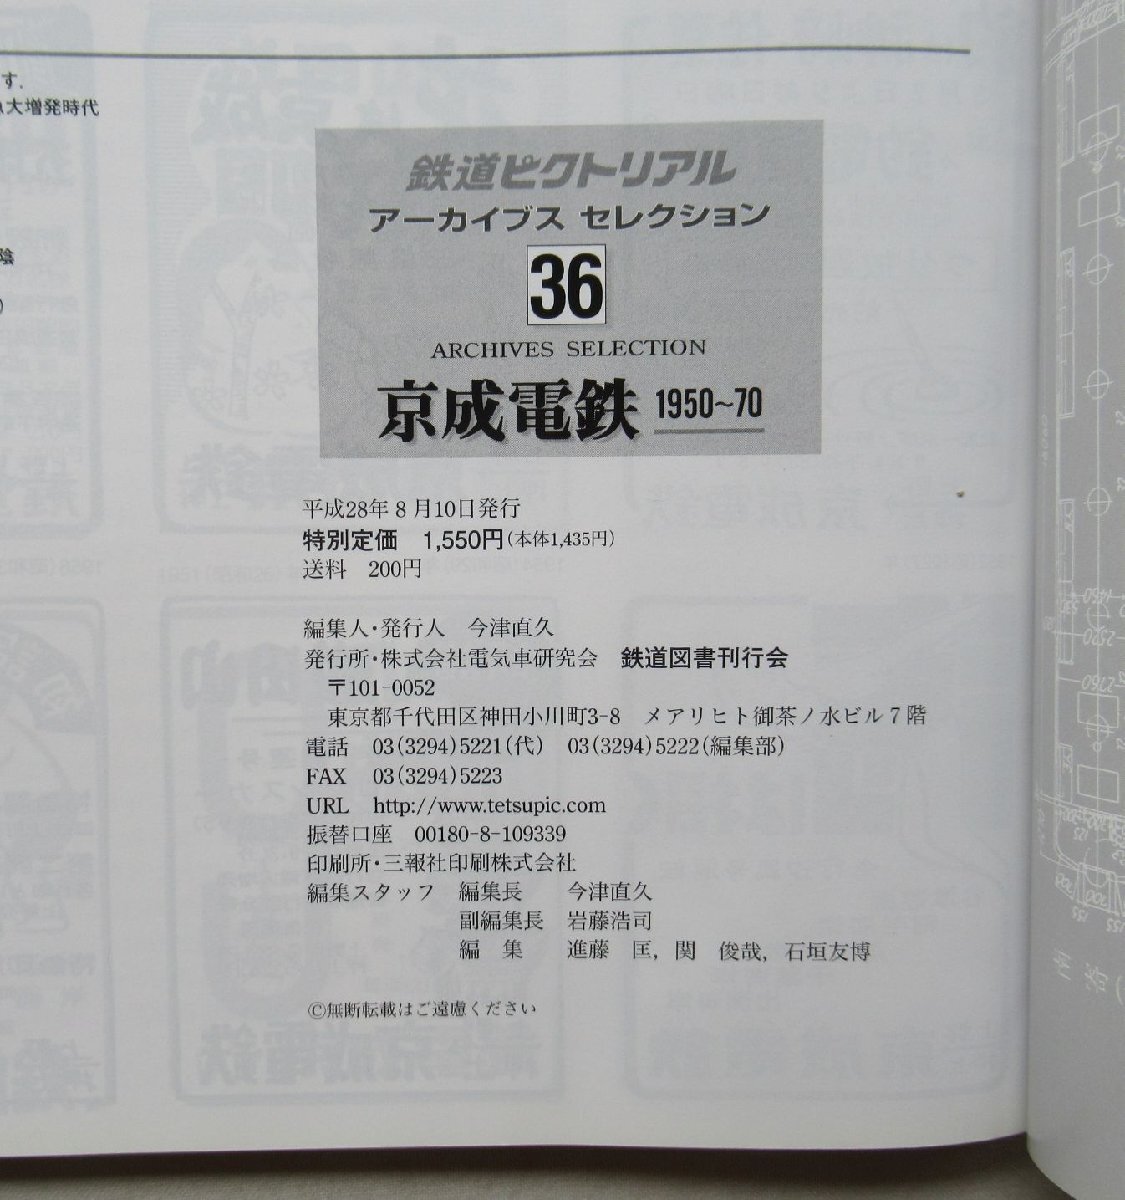 す.
大増発時代
陰
鉄道ピクトリアル
アーカイブス セレクション
36
ARCHIVES SELECTION
京成電鉄 1950~70
平成28年8月10日発行
特別定価 1,550円(本体1,435円)
送料 200円
編集人・発行人 今津直久
発行所・株式会社電気車研究会 鉄道図書刊行会
〒101-0052
東京都千代田区神田小川町3-8 メアリヒト御茶ノ水ビル7階
電話 03(3294)5221(代) 03(3294)5222(編集部)
FAX 03(3294)5223
URL http://www.tetsupic.com
振替口座 00180-8-109339
印刷所・三報社印刷株式会社
編集スタッフ 編集長 今津直久
副編集長 岩藤浩司
編 集 進藤 匡, 関 俊哉, 石垣友博
©無断転載はご遠慮ください